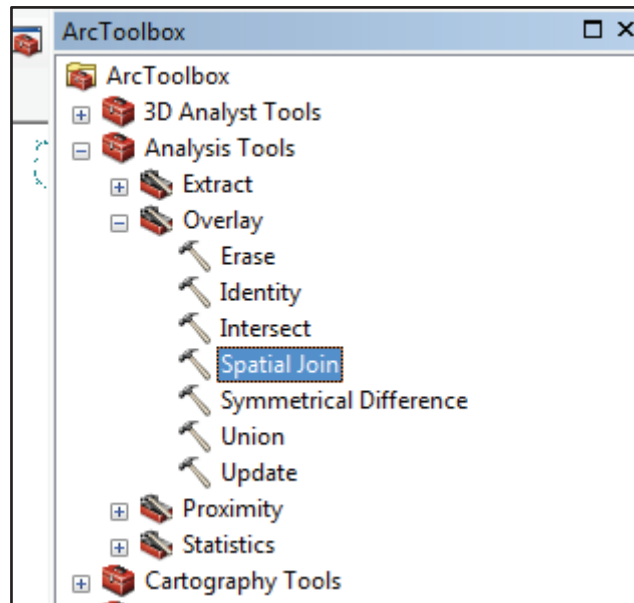 ArcToolbox
ArcToolbox
3D Analyst Tools
Analysis Tools
Extract
Overlay
Erase
Identity
Intersect
Spatial Join
Symmetrical Difference
Union
Update
Proximity
Statistics
Cartography Tools